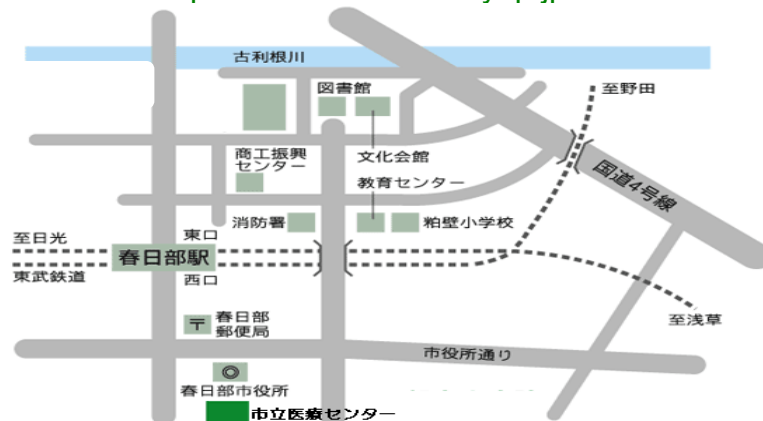 古利根川
図書館
至野田
商工振興
センター
文化会館
教育センター
国道4号線
消防署
粕壁小学校
至日光
東口
春日部駅
東武鉄道
西口
至浅草
〒
春日部
郵便局
市役所通り
◎
春日部市役所
市立医療センター